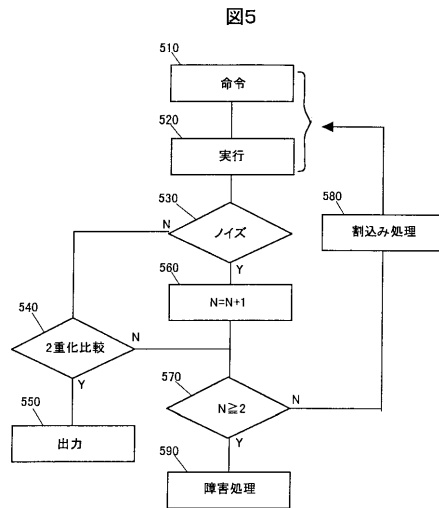 図5
510
命令
520
実行
530
ノイズ
N
Y
580
割込み処理
560
N=N+1
540
2重化比較
N
Y
570
N≧2
N
Y
550
出力
590
障害処理